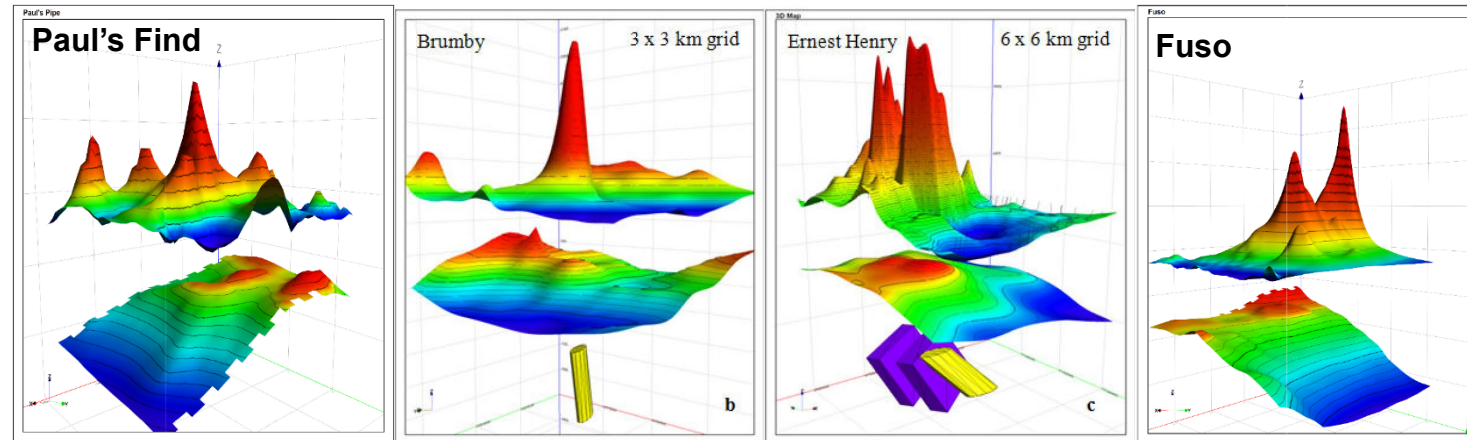 Paul's Pipe
Paul's Find
Z
Brumby
3 x 3 km grid
b
3D Map
Ernest Henry
6 x 6 km grid
c
Fuso
Fuso
Z